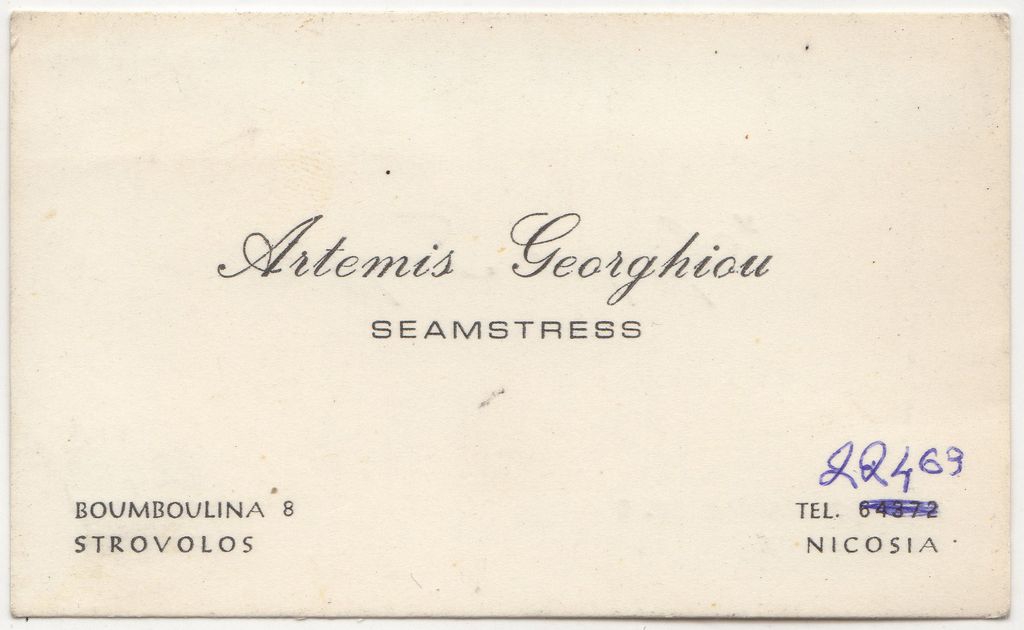 Artemis Georghiou
SEAMSTRESS
BOUMBOULINA 8
STROVOLOS
22469
TEL. 64372
NICOSIA